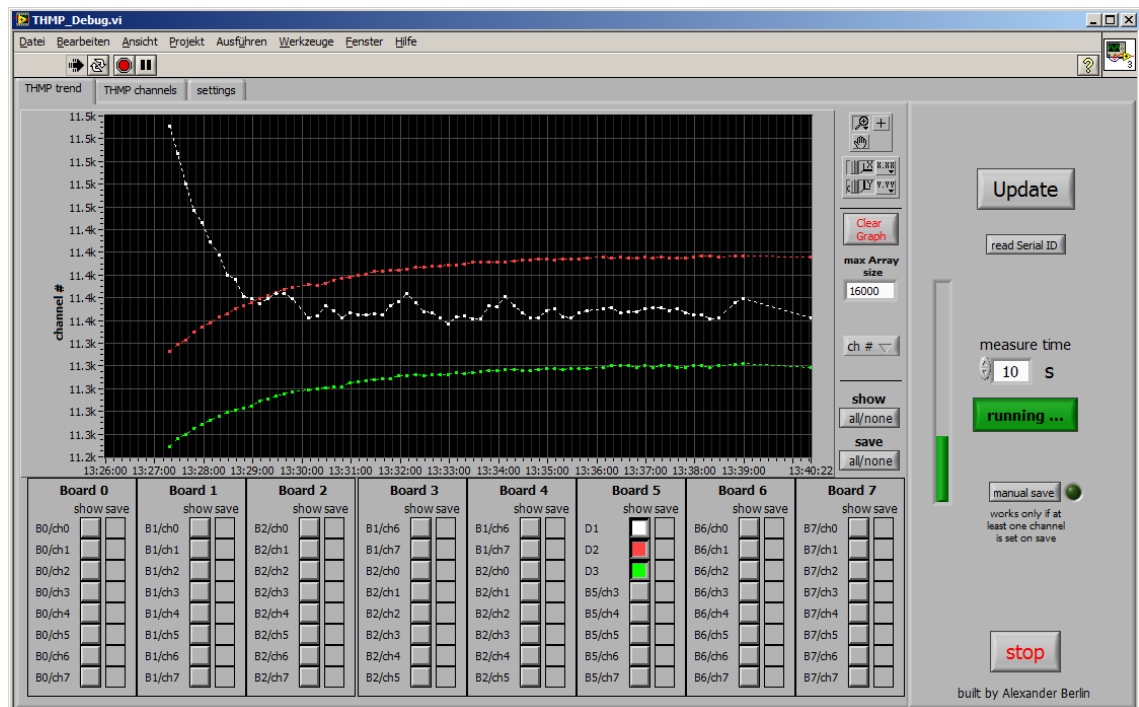 THMP_Debug.vi
Datei Bearbeiten Ansicht Projekt Ausführen Werkzeuge Fenster Hilfe
3
THMP trend THMP channels settings
channel #
11.5k
11.5k
11.5k
11.5k
11.5k
11.4k
11.4k
11.4k
11.4k
11.4k
11.3k
11.3k
11.3k
11.3k
11.3k
11.2k
13:26:00 13:27:00 13:28:00 13:29:00 13:30:00 13:31:00 13:32:00 13:33:00 13:34:00 13:35:00 13:36:00 13:37:00 13:38:00 13:39:00 13:40:22
Clear
Graph
max Array
size
16000
ch #
show
all/none
save
all/none
Update
read Serial ID
measure time
10 s
running ...
manual save
works only if at
least one channel
is set on save
stop
built by Alexander Berlin
Board 0 Board 1 Board 2 Board 3 Board 4 Board 5 Board 6 Board 7
show save show save show save show save show save show save show save show save
B0/ch0 B1/ch0 B2/ch0 B1/ch6 B1/ch6 D1 B6/ch0 B7/ch0
B0/ch1 B1/ch1 B2/ch1 B1/ch7 B1/ch7 D2 B6/ch1 B7/ch1
B0/ch2 B1/ch2 B2/ch2 B2/ch0 B2/ch0 D3 B6/ch2 B7/ch2
B0/ch3 B1/ch3 B2/ch3 B2/ch1 B2/ch1 B5/ch3 B6/ch3 B7/ch3
B0/ch4 B1/ch4 B2/ch4 B2/ch2 B2/ch2 B5/ch4 B6/ch4 B7/ch4
B0/ch5 B1/ch5 B2/ch5 B2/ch3 B2/ch3 B5/ch5 B6/ch5 B7/ch5
B0/ch6 B1/ch6 B2/ch6 B2/ch4 B2/ch4 B5/ch6 B6/ch6 B7/ch6
B0/ch7 B1/ch7 B2/ch7 B2/ch5 B2/ch5 B5/ch7 B6/ch7 B7/ch7